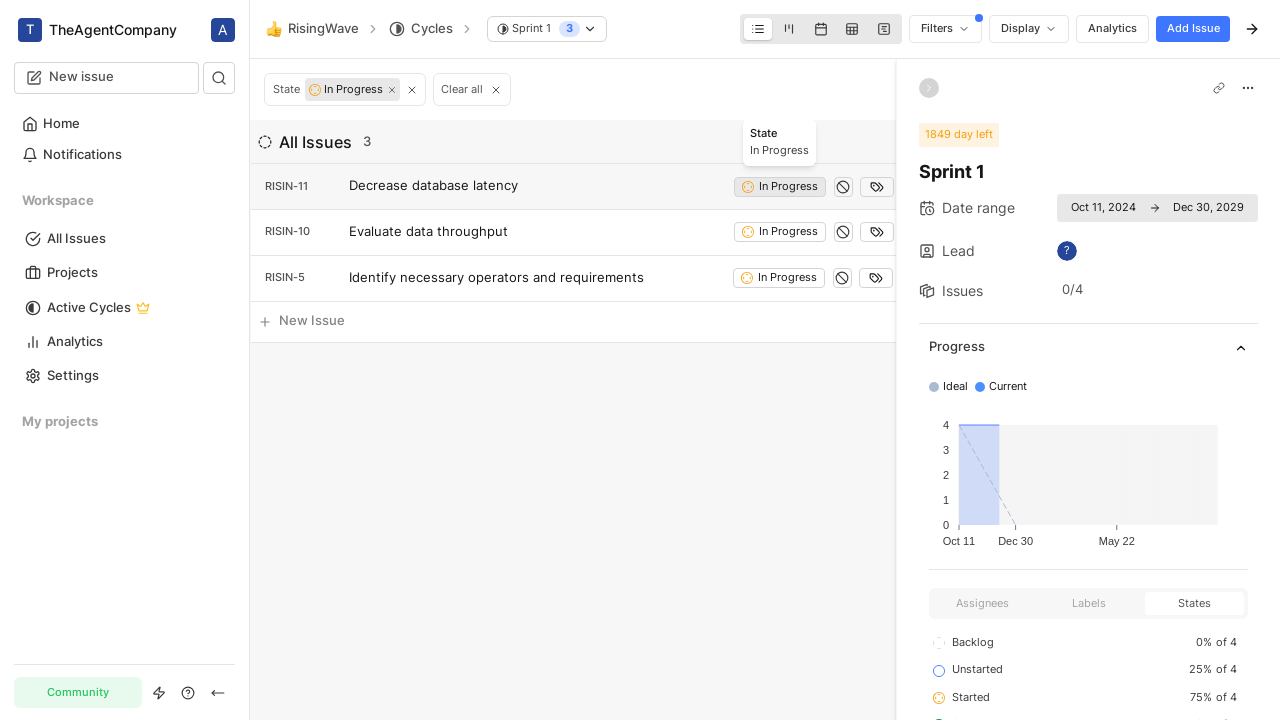 T TheAgentCompany A
New issue
Home
Notifications
Workspace
All Issues
Projects
Active Cycles
Analytics
Settings
My projects
Community
RisingWave
Cycles
Sprint 1 3
Filters
Display
Analytics
Add Issue
State In Progress
Clear all
All Issues 3
State
In Progress
RISIN-11 Decrease database latency In Progress
RISIN-10 Evaluate data throughput In Progress
RISIN-5 Identify necessary operators and requirements In Progress
New Issue
1849 day left
Sprint 1
Date range Oct 11, 2024 Dec 30, 2029
Lead ?
Issues 0/4
Progress
Ideal Current
4
3
2
1
0
Oct 11 Dec 30 May 22
Assignees Labels States
Backlog 0% of 4
Unstarted 25% of 4
Started 75% of 4